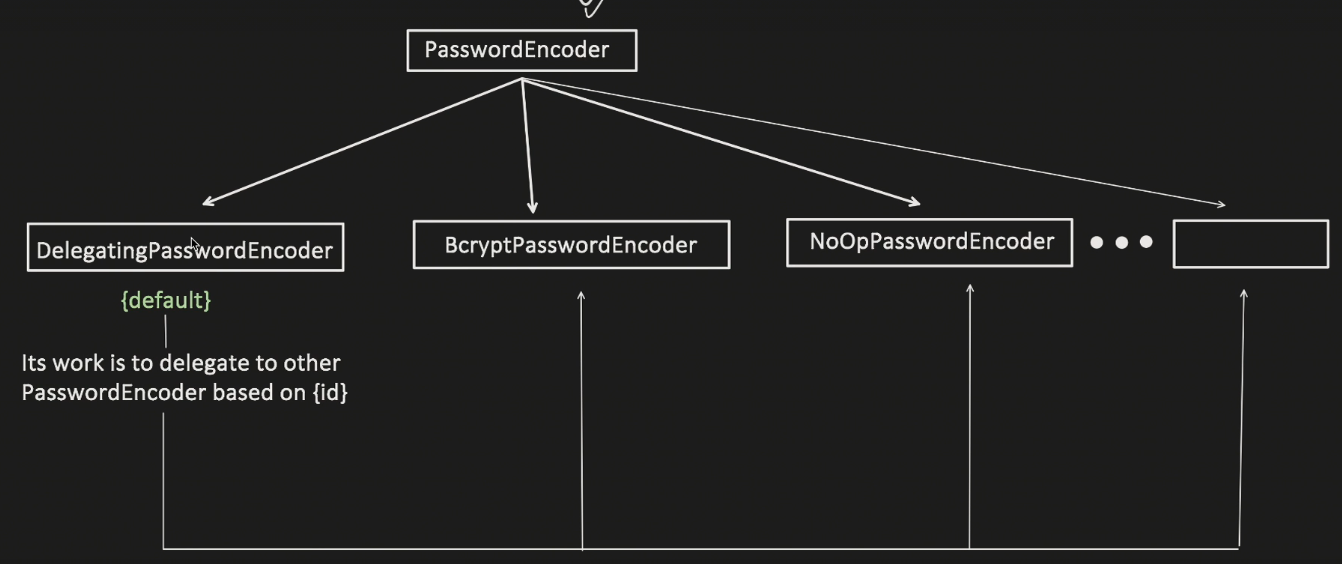 PasswordEncoder
DelegatingPasswordEncoder
BcryptPasswordEncoder
NoOpPasswordEncoder
{default}
Its work is to delegate to other
PasswordEncoder based on {id}